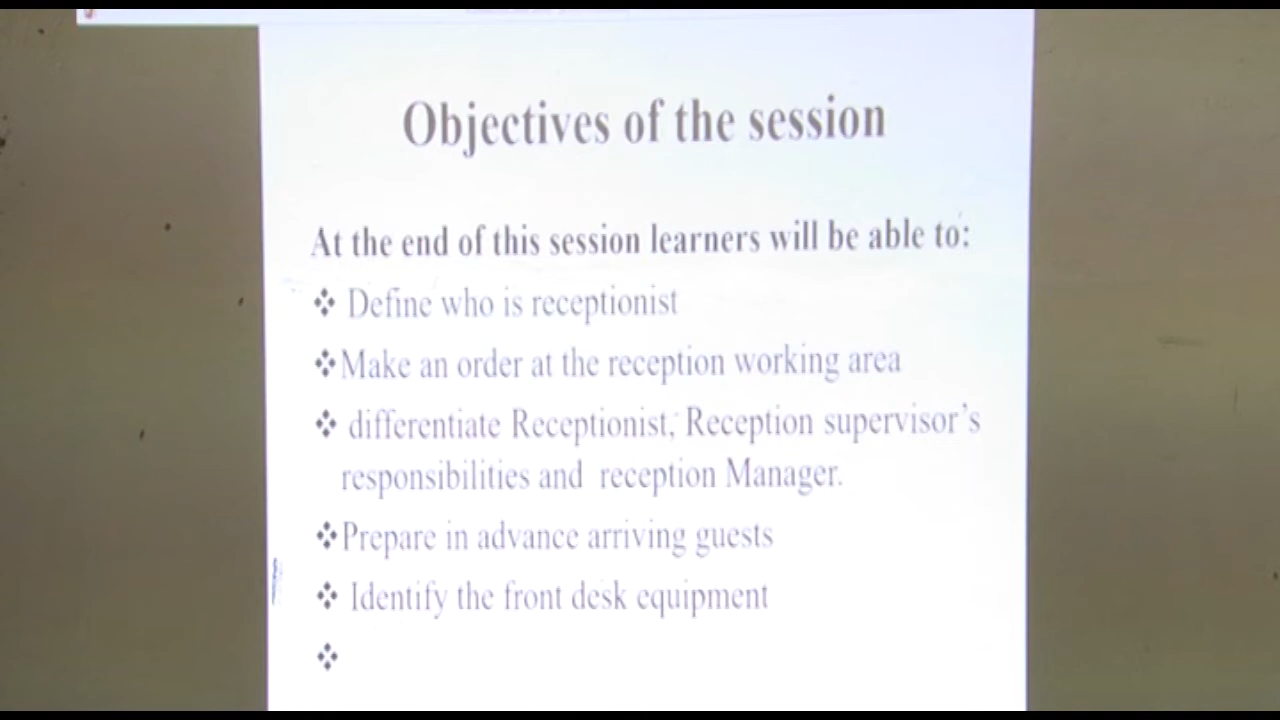 Objectives of the session
At the end of this session learners will be able to:
❖ Define who is receptionist
❖Make an order at the reception working area
❖ differentiate Receptionist, Reception supervisor's
responsibilities and reception Manager.
❖Prepare in advance arriving guests
❖ Identify the front desk equipment
❖